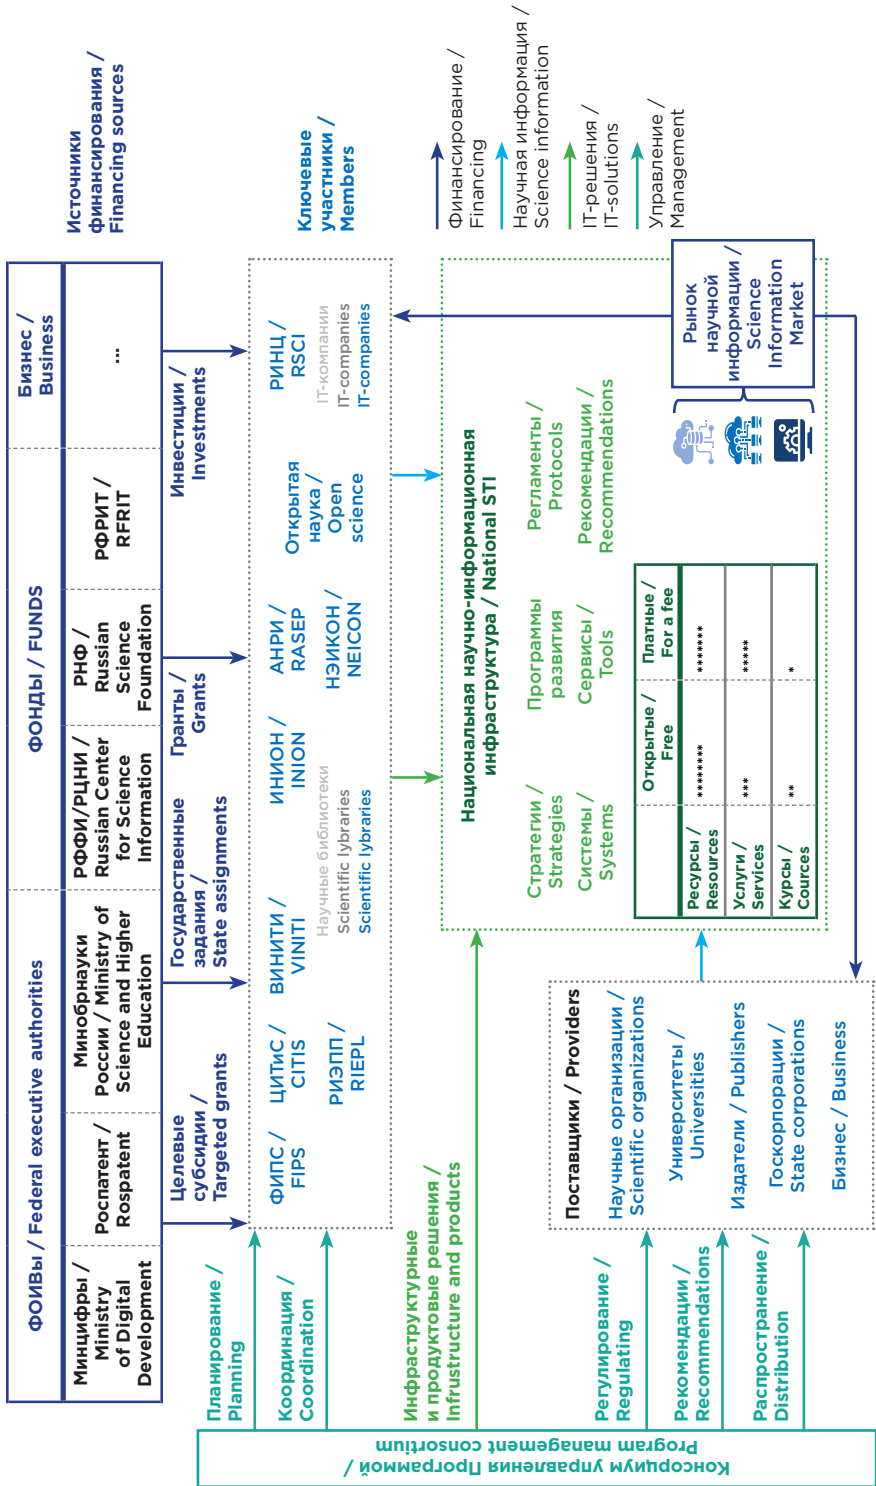 Источники
финансирования /
Financing sources
ФОИВы / Federal executive authorities
ФОНДЫ / FUNDS
Бизнес /
Business
Минцифры /
Ministry
of Digital
Development
Роспатент /
Rospatent
Минобрнауки
России / Ministry of
Science and Higher
Education
РФФИ/РЦНИ /
Russian Center
for Science
Information
РНФ /
Russian
Science
Foundation
РФРИТ /
RFRIT
...
Целевые
субсидии /
Targeted grants
Государственные
задания /
State assignments
Гранты /
Grants
Инвестиции /
Investments
Планирование /
Planning
Координация /
Coordination
Ключевые
участники /
Members
ФИПС /
FIPS
ЦИТиС /
CITIS
РИЭПП /
RIEPL
ВИНИТИ /
VINITI
ИНИОН /
INION
Научные библиотеки
Scientific lybraries
Scientific lybraries
АНРИ /
RASEP
НЭИКОН /
NEICON
Открытая
наука /
Open
science
РИНЦ /
RSCI
IT-компании
IT-companies
IT-companies
Финансирование /
Financing
Научная информация /
Science information
IT-решения /
IT-solutions
Управление /
Management
Инфраструктурные
и продуктовые решения /
Infrustructure and products
Национальная научно-информационная
инфраструктура / National STI
Стратегии /
Strategies
Системы /
Systems
Программы
развития
Сервисы /
Tools
Регламенты /
Protocols
Рекомендации /
Recommendations
Открытые /
Free
Платные /
For a fee
Ресурсы /
Resources
********
*******
Услуги /
Services
***
*****
Курсы /
Cources
**
*
Рынок
научной
информации /
Science
Information
Market
Поставщики / Providers
Научные организации /
Scientific organizations
Университеты /
Universities
Издатели / Publishers
Госкорпорации /
State corporations
Бизнес / Business
Регулирование /
Regulating
Рекомендации /
Recommendations
Распространение /
Distribution
Консорциум управления Программой /
Program management consortium